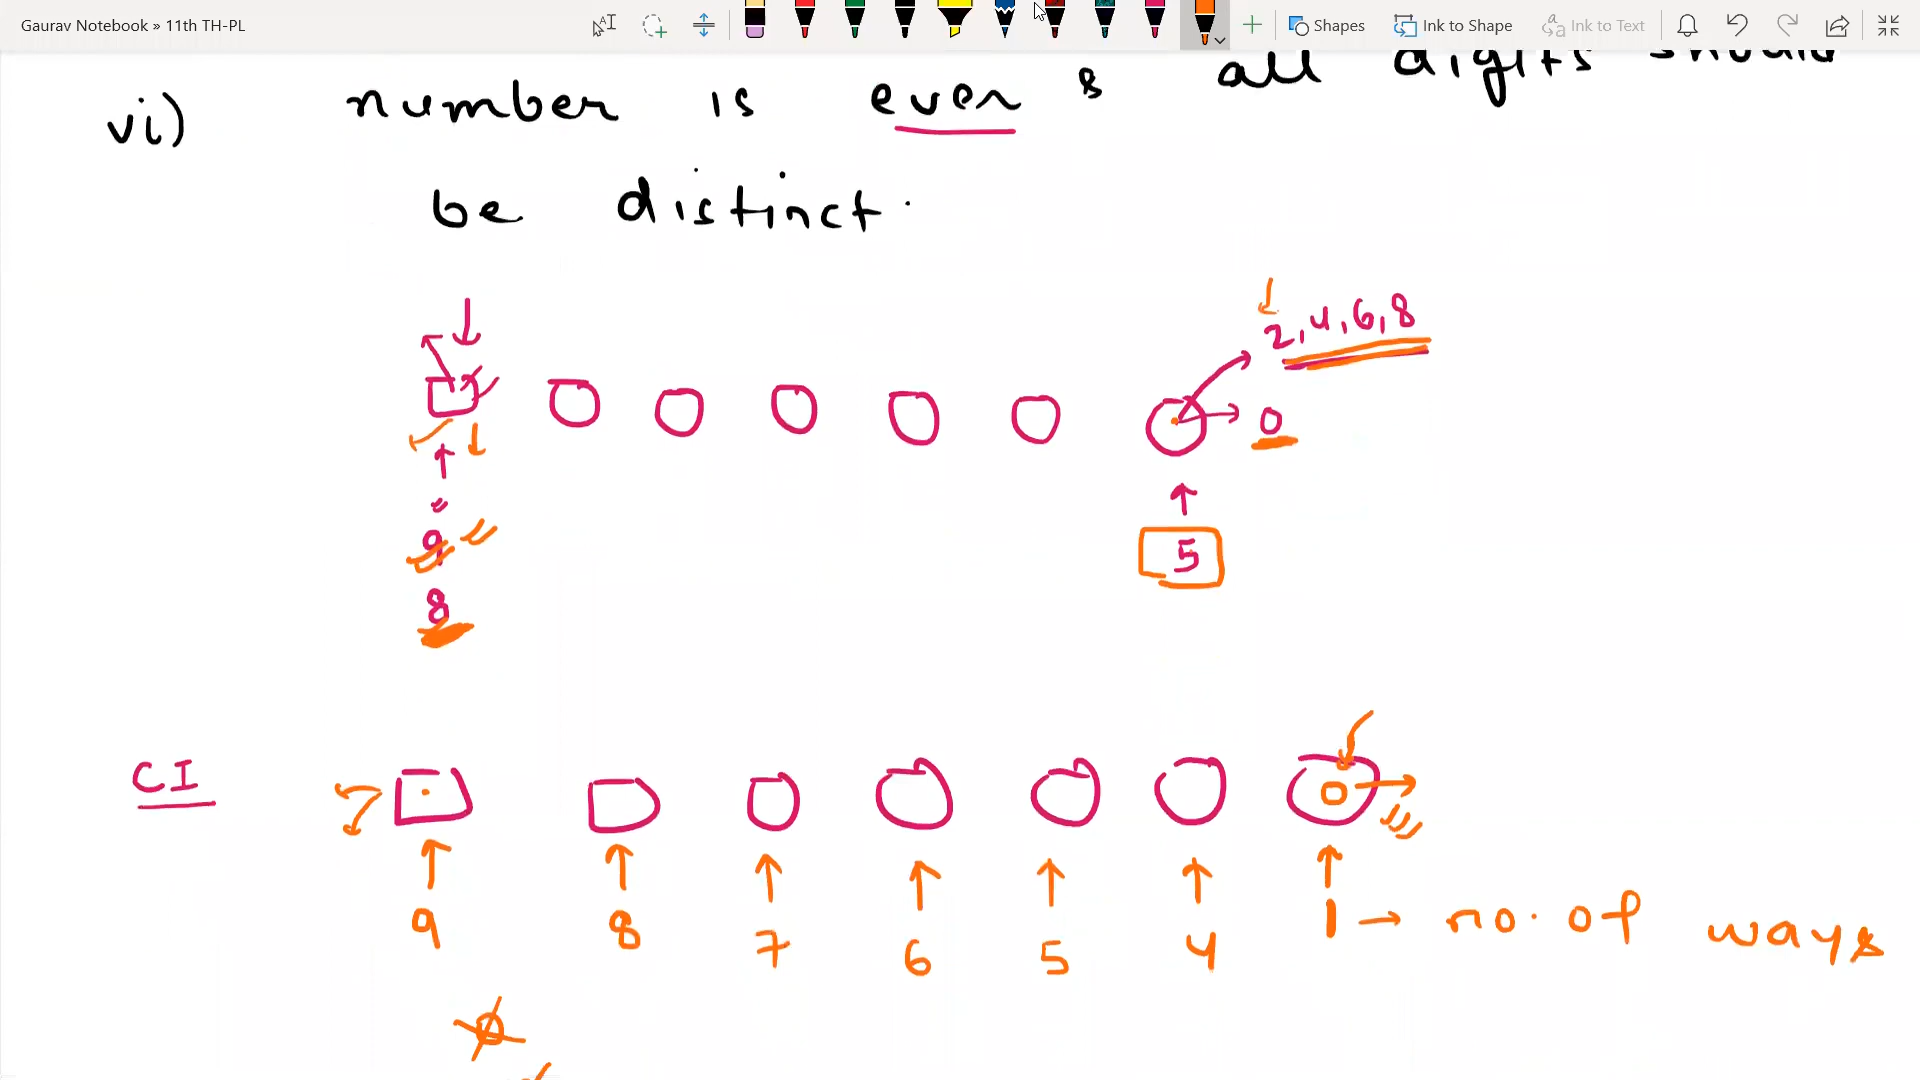 Gaurav Notebook » 11th TH-PL
Shapes Ink to Shape Ink to Text
vi) number is even & all digits should
be distinct.
2,4,6,8
0
9
8
5
CI
0
9 8 7 6 5 4 1 → no. of ways
0